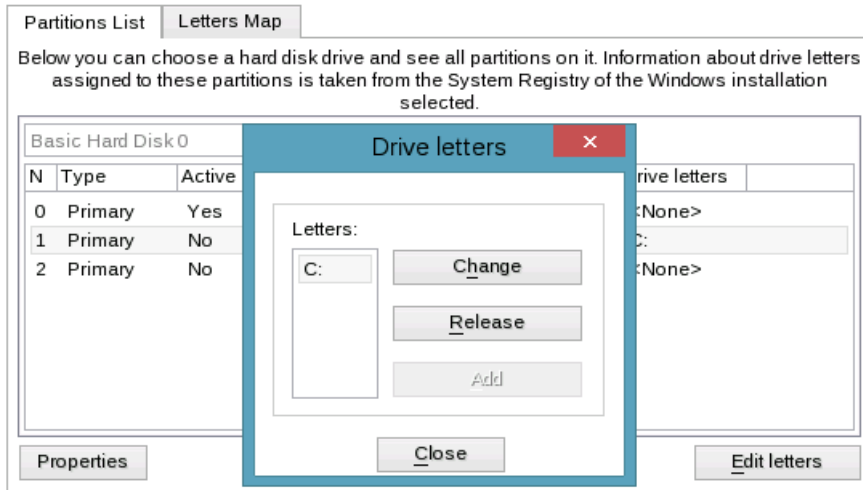 Partitions List Letters Map
Below you can choose a hard disk drive and see all partitions on it. Information about drive letters
assigned to these partitions is taken from the System Registry of the Windows installation
selected.
Basic Hard Disk 0
N Type Active rive letters
0 Primary Yes <None>
1 Primary No C:
2 Primary No <None>
Drive letters
Letters:
C:
Change
Release
Add
Close
Properties
Edit letters